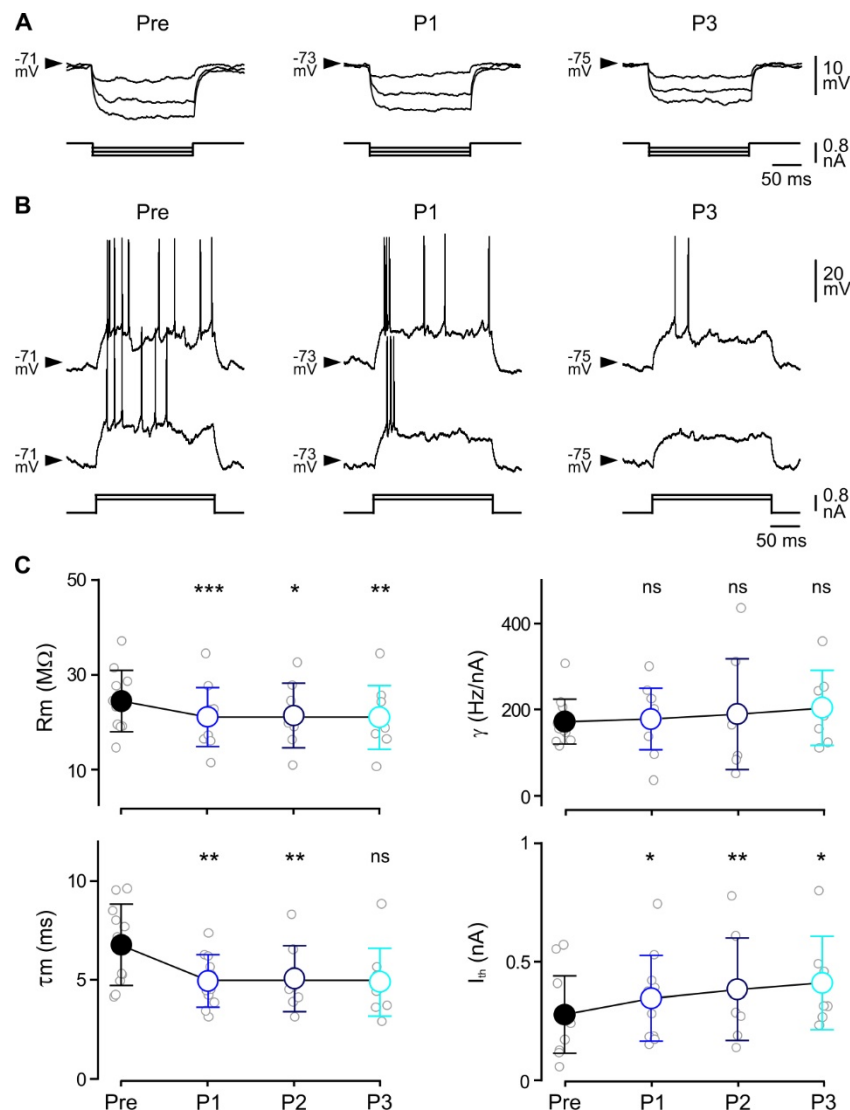 A
Pre P1 P3
-71 mV
-73 mV
-75 mV
10 mV
0.8 nA
50 ms
B
Pre P1 P3
20 mV
-71 mV
-73 mV
-75 mV
-71 mV
-73 mV
-75 mV
0.8 nA
50 ms
C
Rm (MΩ)
50
30
10
*** * **
γ (Hz/nA)
400
200
0
ns ns ns
τm (ms)
10
5
0
** ** ns
Pre P1 P2 P3
Ith (nA)
1
0.5
0
* ** *
Pre P1 P2 P3